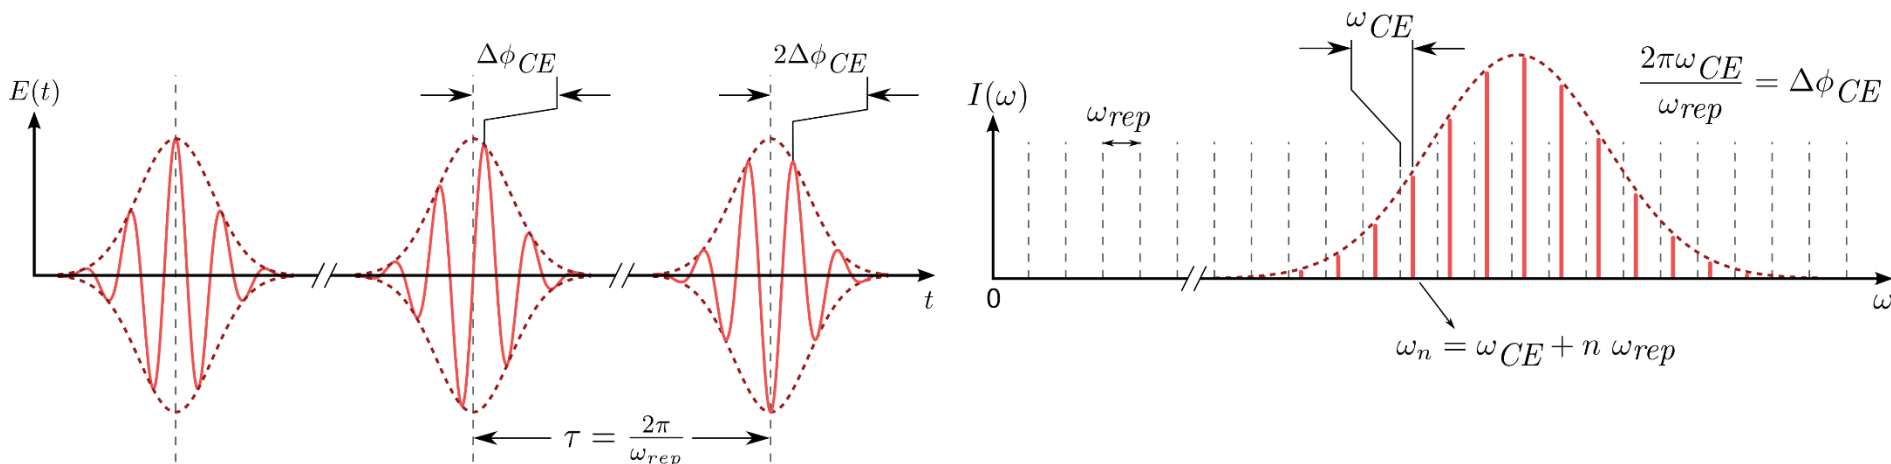 E(t)
Δϕ_CE
2Δϕ_CE
τ = 2π/ω_rep
t
I(ω)
ω_rep
ω_CE
2πω_CE/ω_rep = Δϕ_CE
0
ω
ω_n = ω_CE + n ω_rep